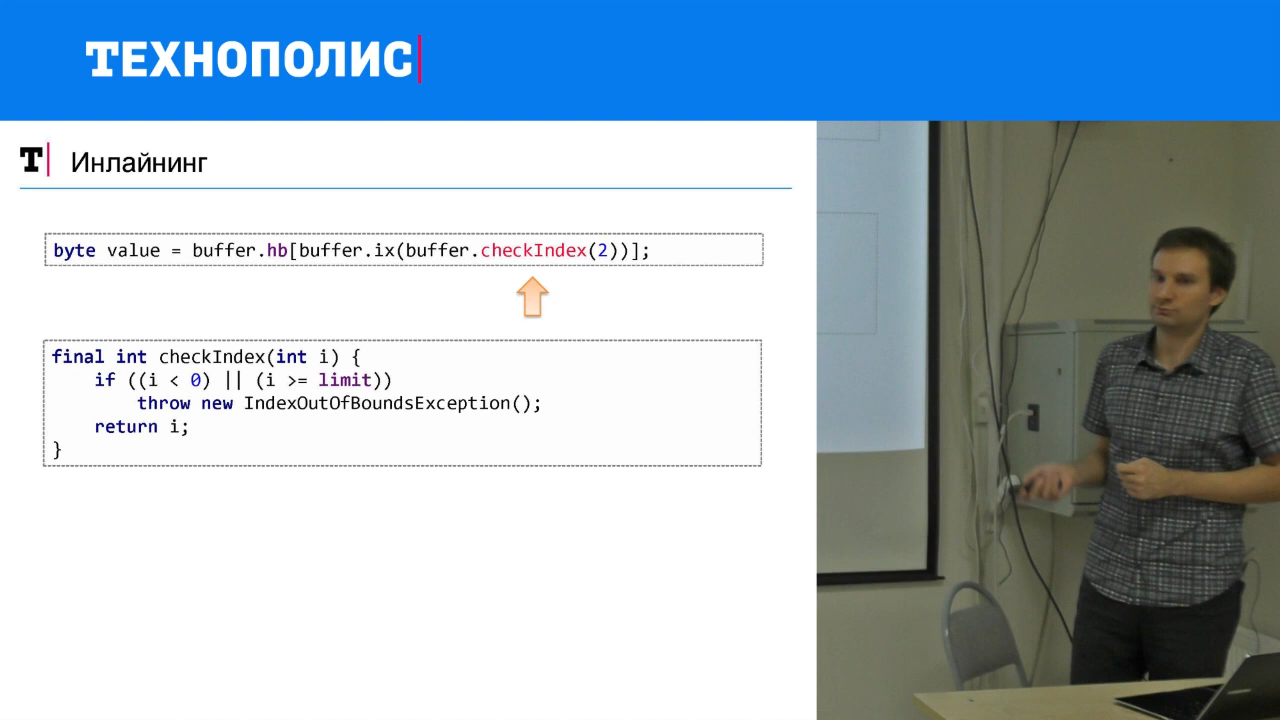 ТЕХНОПОЛИС
Т Инлайнинг
byte value = buffer.hb[buffer.ix(buffer.checkIndex(2))];
final int checkIndex(int i) {
    if ((i < 0) || (i >= limit))
        throw new IndexOutOfBoundsException();
    return i;
}